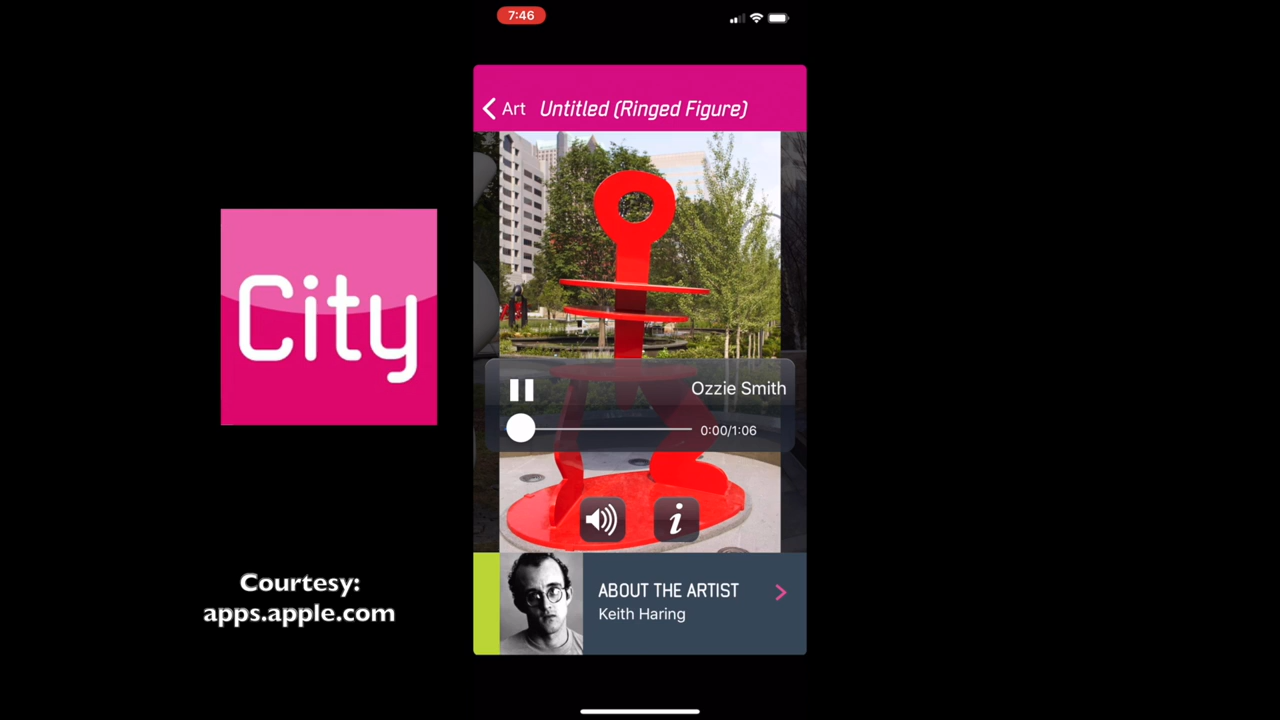 7:46
Art Untitled (Ringed Figure)
City
Ozzie Smith
0:00/1:06
i
Courtesy:
apps.apple.com
ABOUT THE ARTIST
Keith Haring